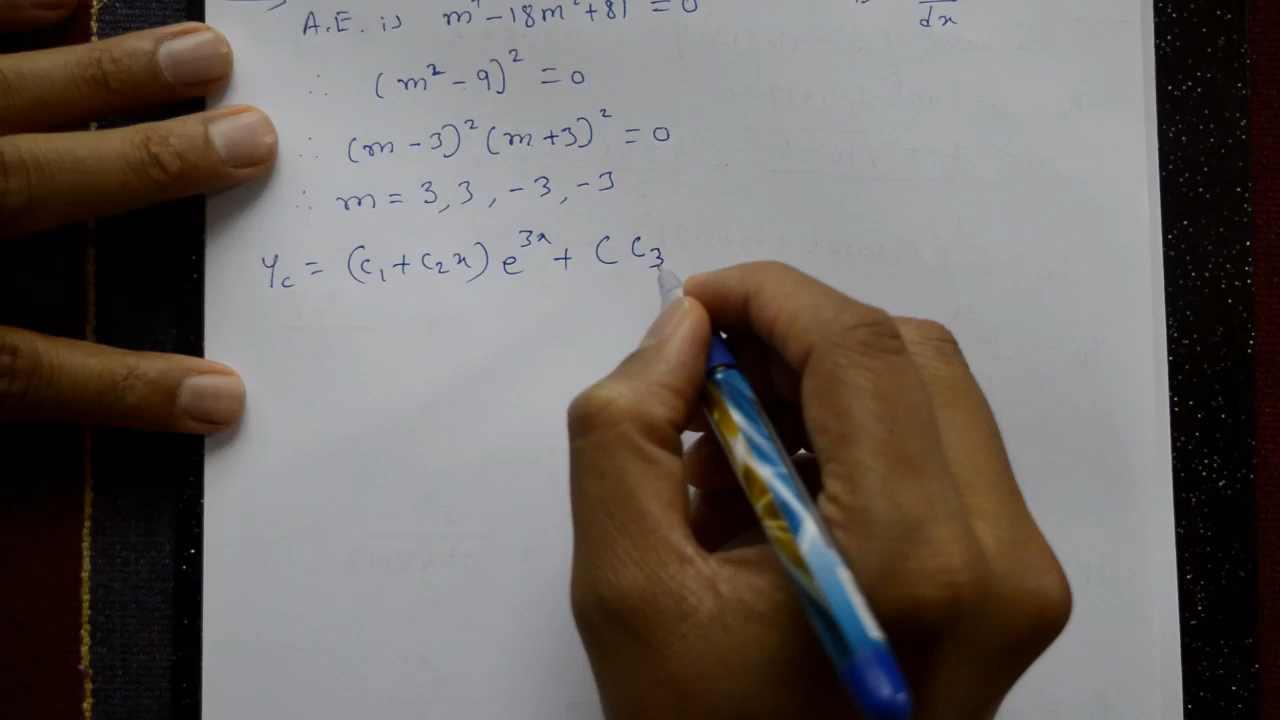 A.E. is m⁴ - 18m² + 81 = 0
dx
∴ (m² - 9)² = 0
∴ (m - 3)² (m + 3)² = 0
∴ m = 3, 3, -3, -3
y_c = (c₁ + c₂x) e^{3x} + (c₃